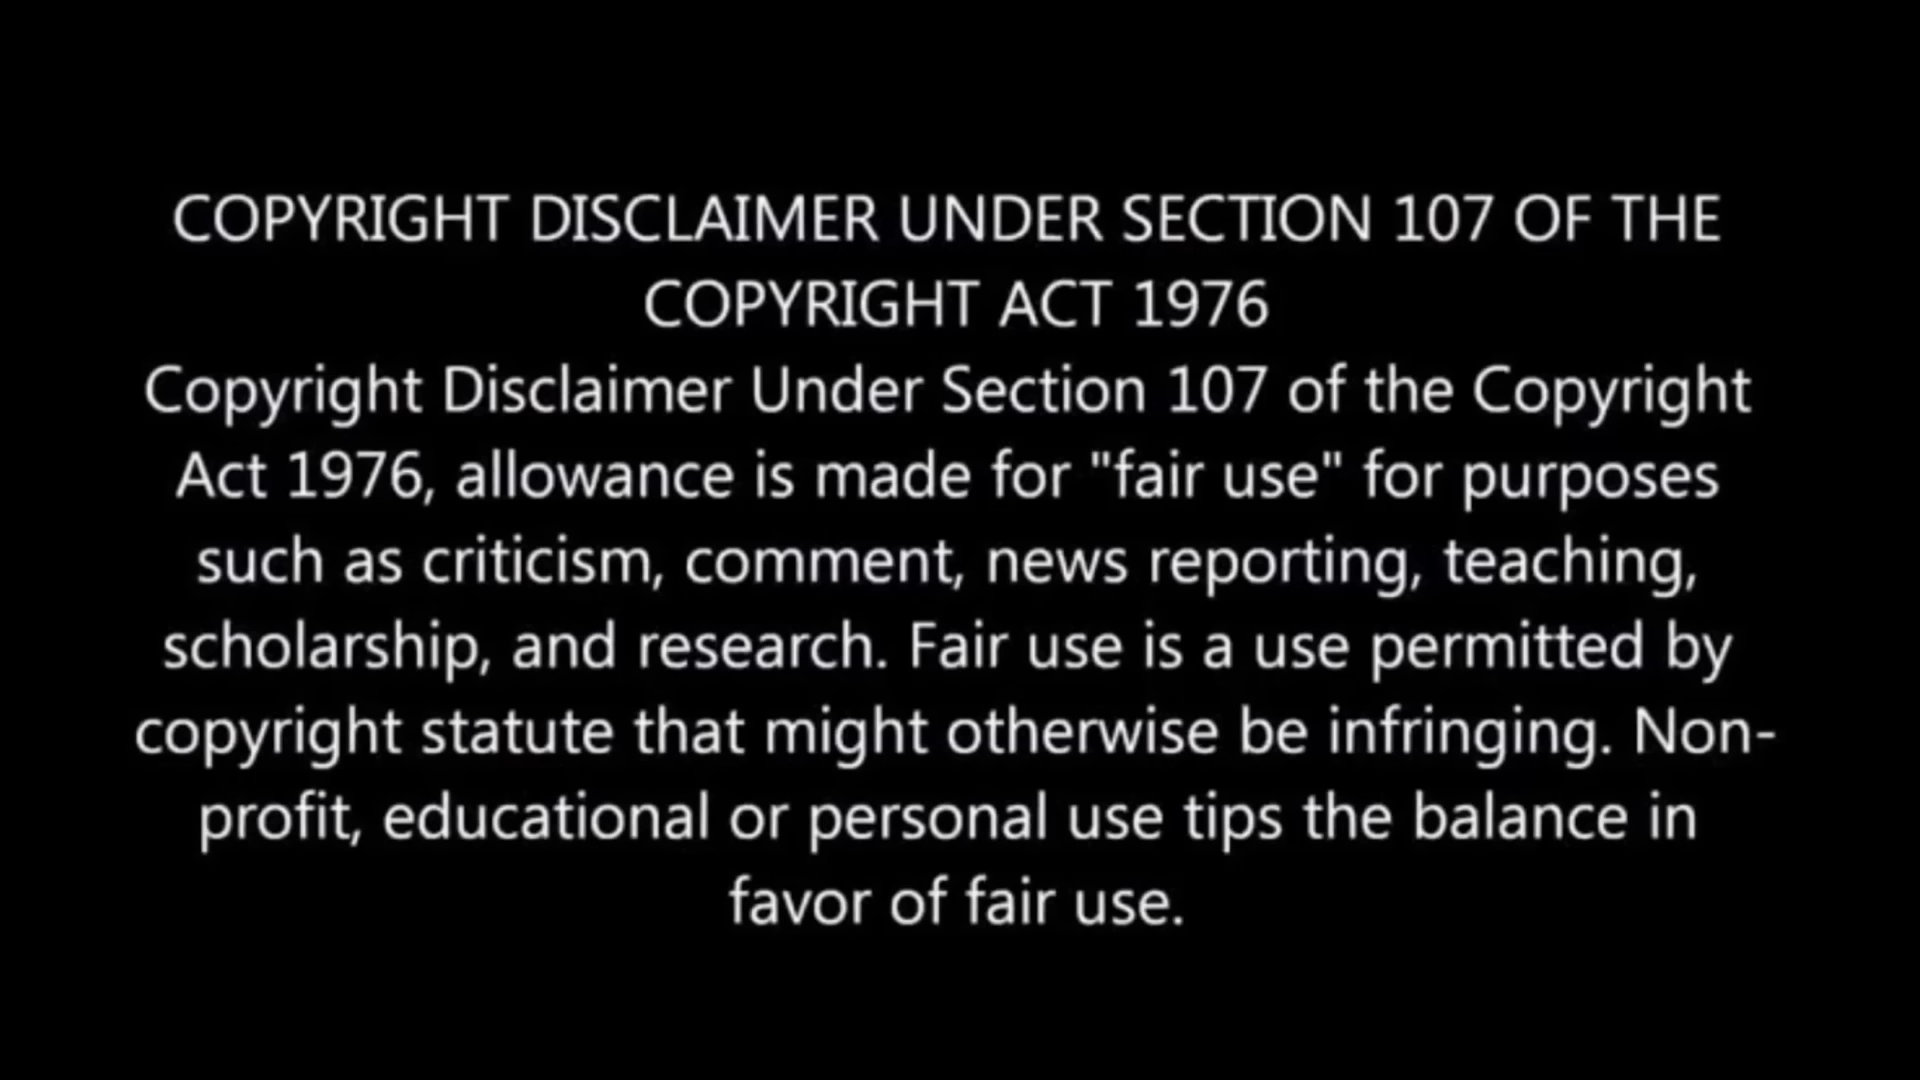 COPYRIGHT DISCLAIMER UNDER SECTION 107 OF THE
COPYRIGHT ACT 1976
Copyright Disclaimer Under Section 107 of the Copyright
Act 1976, allowance is made for "fair use" for purposes
such as criticism, comment, news reporting, teaching,
scholarship, and research. Fair use is a use permitted by
copyright statute that might otherwise be infringing. Non-
profit, educational or personal use tips the balance in
favor of fair use.